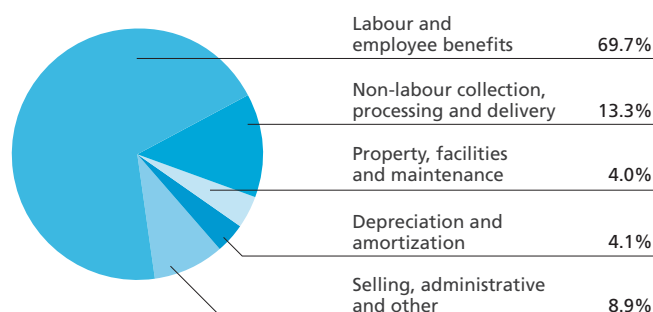 Labour and
employee benefits 69.7%
Non-labour collection,
processing and delivery 13.3%
Property, facilities
and maintenance 4.0%
Depreciation and
amortization 4.1%
Selling, administrative
and other 8.9%